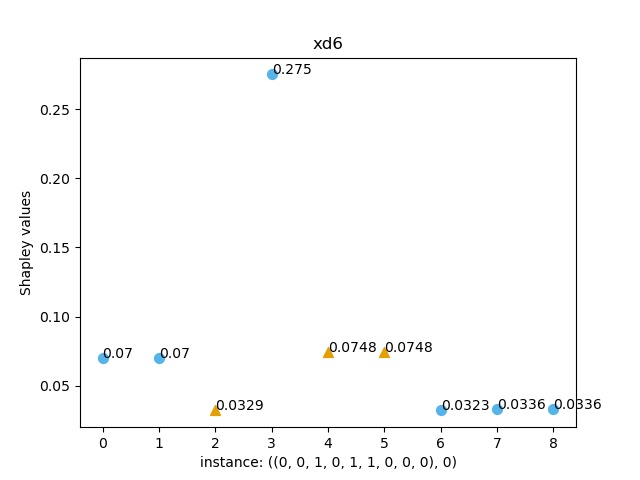 xd6
Shapley values
0.25
0.20
0.15
0.10
0.05
0.275
0.07 0.07 0.0748 0.0748
0.0329 0.0323 0.0336 0.0336
0 1 2 3 4 5 6 7 8
instance: ((0, 0, 1, 0, 1, 1, 0, 0, 0), 0)